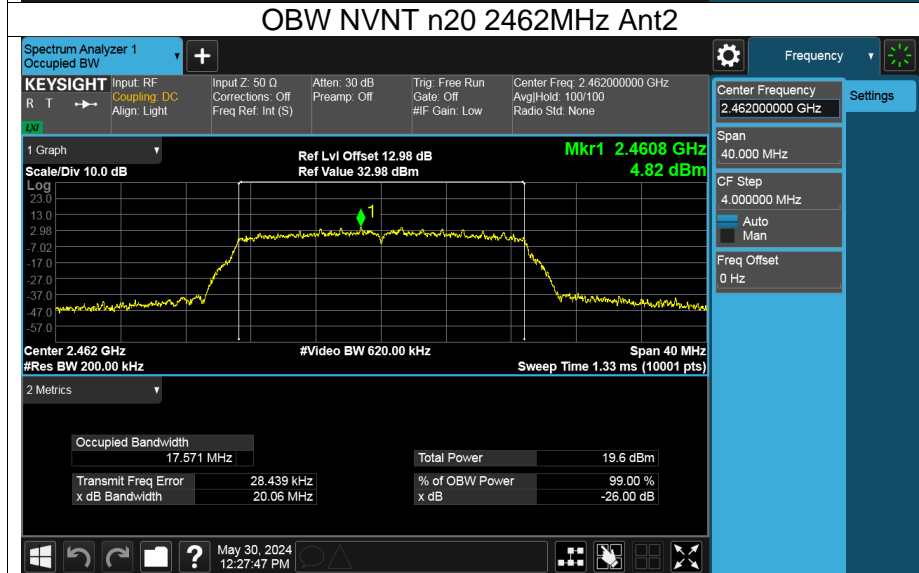 OBW NVNT n20 2462MHz Ant2
Spectrum Analyzer 1
Occupied BW
+
Frequency
KEYSIGHT
R T
LXI
Input: RF
Coupling: DC
Align: Light
Input Z: 50 Ω
Corrections: Off
Freq Ref: Int (S)
Atten: 30 dB
Preamp: Off
Trig: Free Run
Gate: Off
#IF Gain: Low
Center Freq: 2.462000000 GHz
Avg|Hold: 100/100
Radio Std: None
Center Frequency
2.462000000 GHz
Settings
Span
40.000 MHz
CF Step
4.000000 MHz
Auto
Man
Freq Offset
0 Hz
1 Graph
Ref Lvl Offset 12.98 dB
Mkr1 2.4608 GHz
Scale/Div 10.0 dB
Ref Value 32.98 dBm
4.82 dBm
Log
23.0
13.0
2.98
-7.02
-17.0
-27.0
-37.0
-47.0
-57.0
1
Center 2.462 GHz
#Video BW 620.00 kHz
Span 40 MHz
#Res BW 200.00 kHz
Sweep Time 1.33 ms (10001 pts)
2 Metrics
Occupied Bandwidth
17.571 MHz
Total Power 19.6 dBm
Transmit Freq Error 28.439 kHz
% of OBW Power 99.00 %
x dB Bandwidth 20.06 MHz
x dB -26.00 dB
?
May 30, 2024
12:27:47 PM